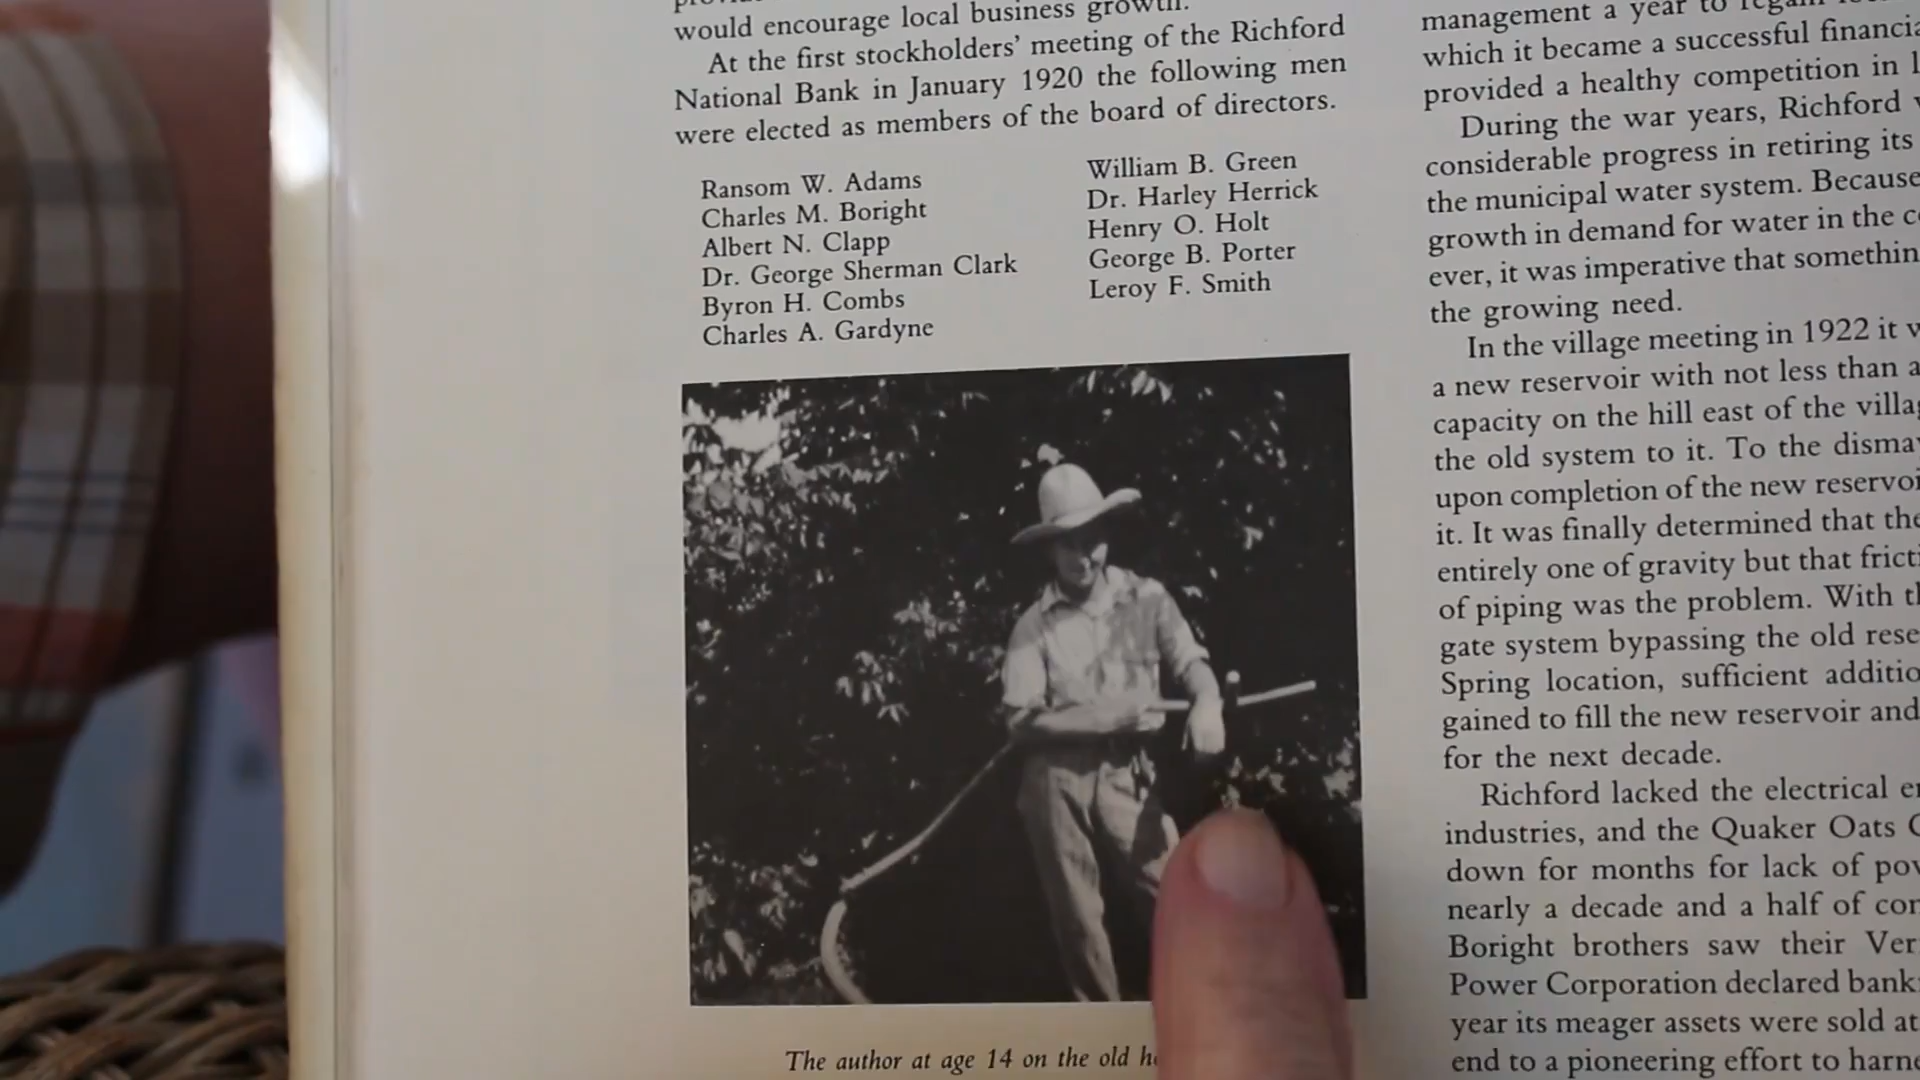 would encourage local business growth.
At the first stockholders' meeting of the Richford
National Bank in January 1920 the following men
were elected as members of the board of directors.
Ransom W. Adams
Charles M. Boright
Albert N. Clapp
Dr. George Sherman Clark
Byron H. Combs
Charles A. Gardyne
William B. Green
Dr. Harley Herrick
Henry O. Holt
George B. Porter
Leroy F. Smith
The author at age 14 on the old
management a year to regain
which it became a successful
provided a healthy competition in
During the war years, Richford
considerable progress in retiring its
the municipal water system. Because
growth in demand for water in the
ever, it was imperative that
the growing need.
In the village meeting in 1922 it
a new reservoir with not less than a
capacity on the hill east of the
the old system to it. To the
upon completion of the new
it. It was finally determined that
entirely one of gravity but that
of piping was the problem. With
gate system bypassing the old
Spring location, sufficient
gained to fill the new reservoir and
for the next decade.
Richford lacked the electrical
industries, and the Quaker Oats
down for months for lack of
nearly a decade and a half of
Boright brothers saw their
Power Corporation declared
year its meager assets were sold at
end to a pioneering effort to